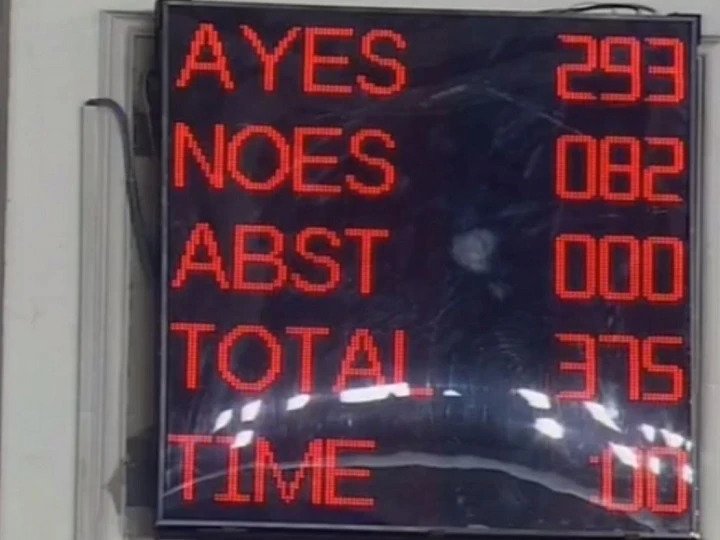 AYES 293
NOES 082
ABST 000
TOTAL 375
TIME :00